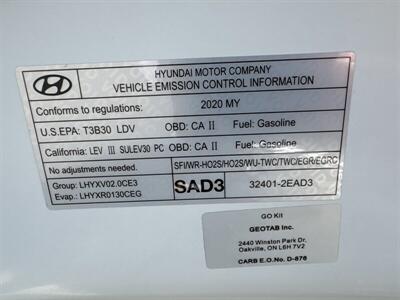 HYUNDAI MOTOR COMPANY
VEHICLE EMISSION CONTROL INFORMATION
Conforms to regulations: 2020 MY
U.S.EPA: T3B30 LDV OBD: CA II Fuel: Gasoline
California: LEV III SULEV30 PC OBD: CA II Fuel: Gasoline
No adjustments needed. SFI/WR-HO2S/HO2S/WU-TWC/TWC/EGR/EGRC
Group: LHYXV02.0CE3
Evap.: LHYXR0130CEG
SAD3 32401-2EAD3
GO Kit
GEOTAB Inc.
2440 Winston Park Dr,
Oakville, ON L6H 7V2
CARB E.O.No. D-876